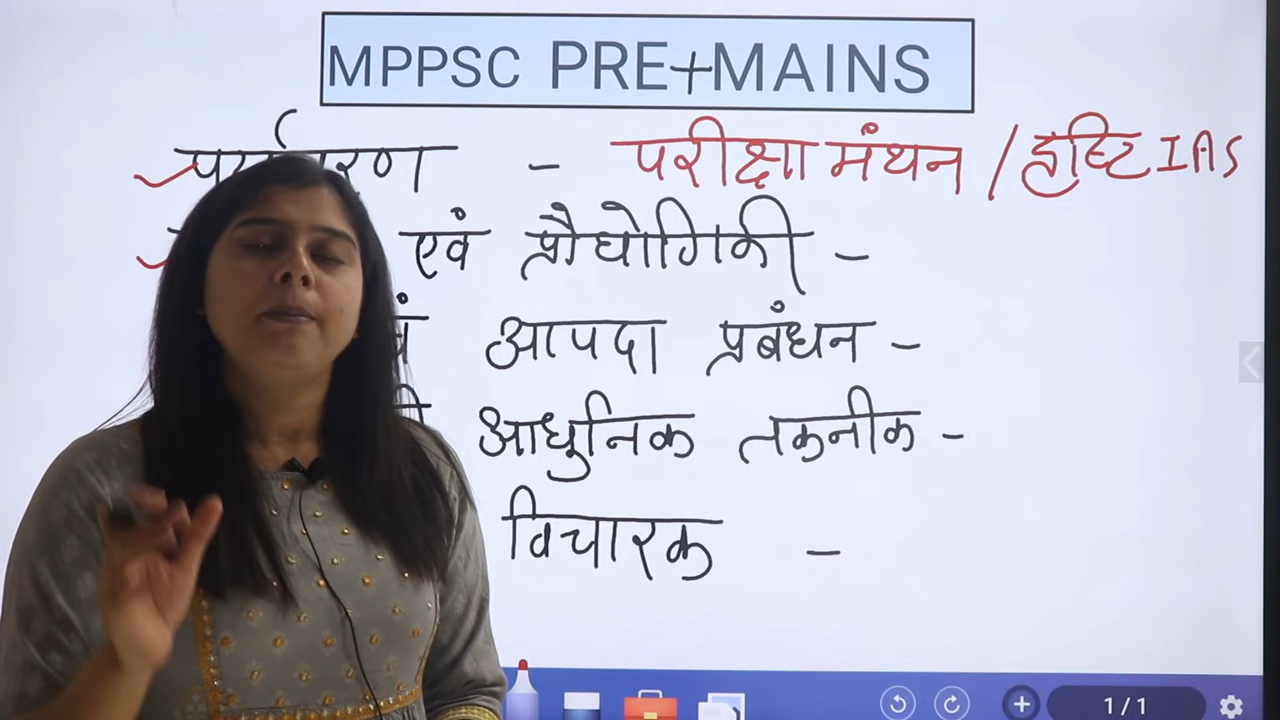 MPPSC PRE+MAINS
पर्यावरण - परीक्षा मंथन / दृष्टि IAS
एवं प्रौद्योगिकी -
आपदा प्रबंधन -
आधुनिक तकनीक -
विचारक -
1/1